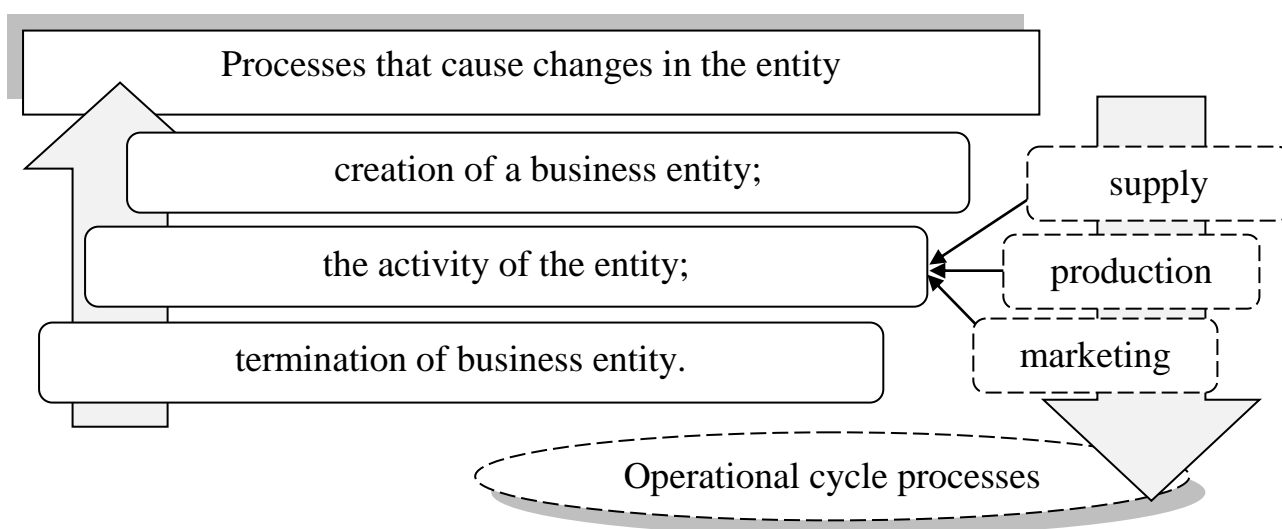 Processes that cause changes in the entity
creation of a business entity;
supply
the activity of the entity;
production
termination of business entity.
marketing
Operational cycle processes